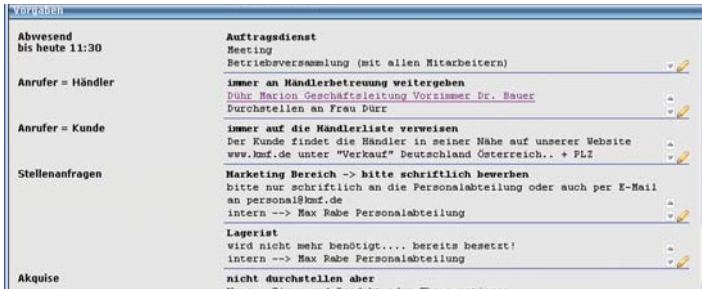 Vorgaben
Abwesend
bis heute 11:30
Auftragsdienst
Meeting
Betriebsversammlung (mit allen Mitarbeitern)
Anrufer = Händler
immer an Händlerbetreuung weitergeben
Dühr Marion Geschäftsleitung Vorzimmer Dr. Bauer
Durchstellen an Frau Dürr
Anrufer = Kunde
immer auf die Händlerliste verweisen
Der Kunde findet die Händler in seiner Nähe auf unserer Website
www.kmf.de unter "Verkauf" Deutschland Österreich.. + PLZ
Stellenanfragen
Marketing Bereich -> bitte schriftlich bewerben
bitte nur schriftlich an die Personalabteilung oder auch per E-Mail
an personal@kmf.de
intern --> Max Rabe Personalabteilung
Lagerist
wird nicht mehr benötigt.... bereits besetzt!
intern --> Max Rabe Personalabteilung
Akquise
nicht durchstellen aber